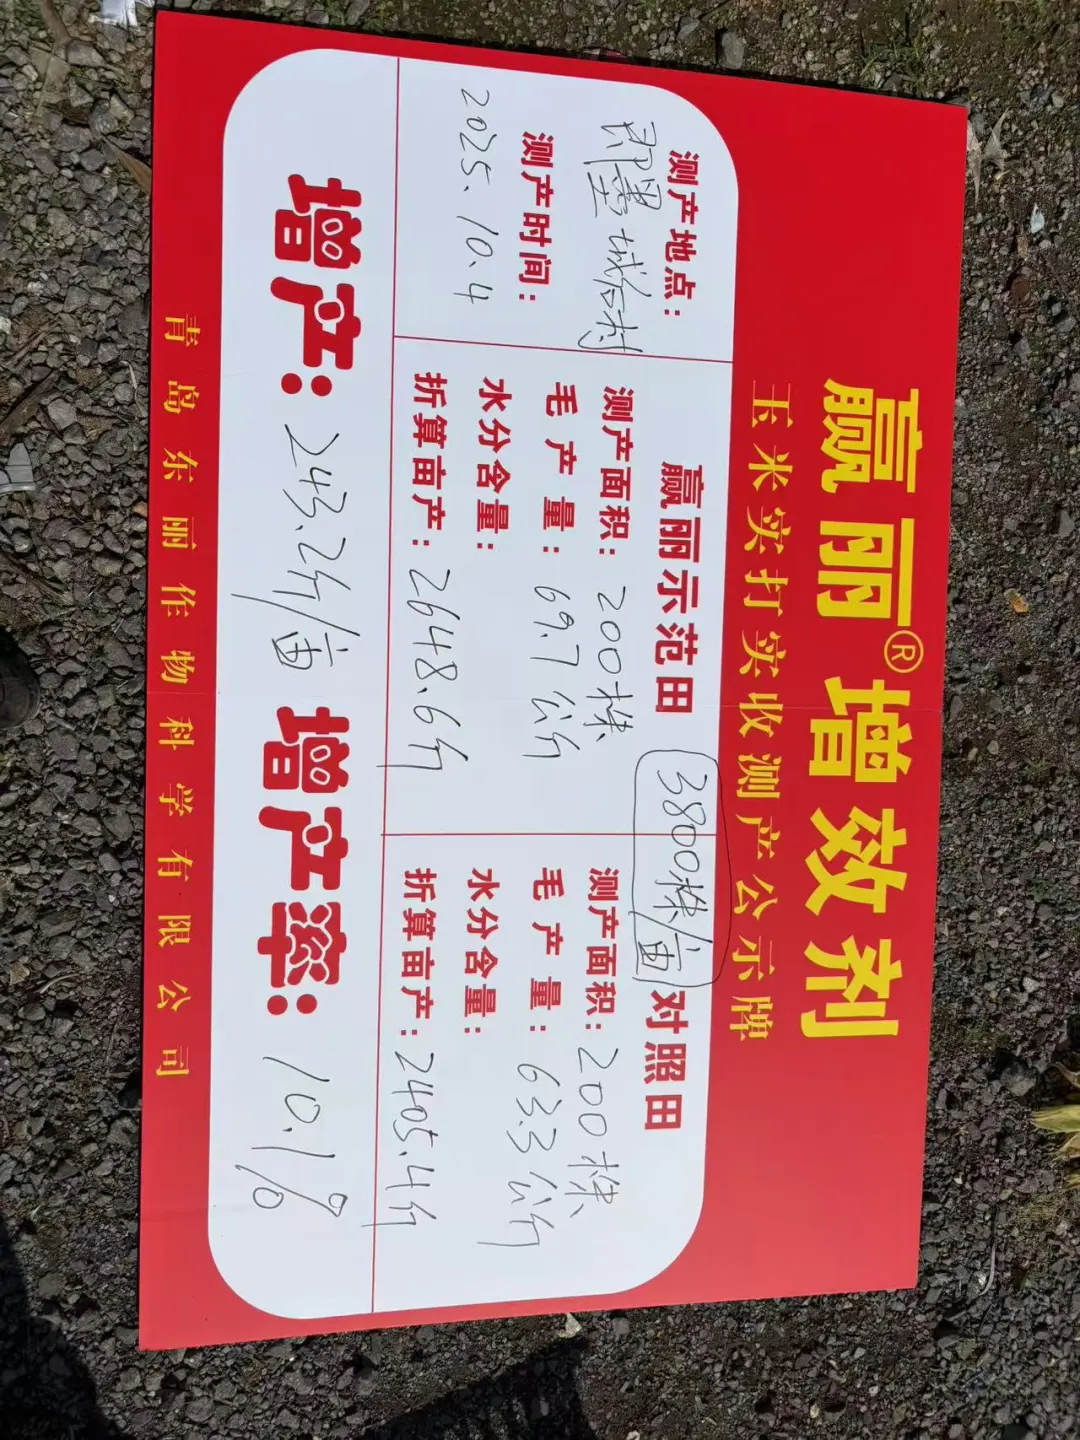 赢丽®增效剂
玉米实打实收测产公示牌
测产地点：
即墨城后村
测产时间：
2025.10.4
赢丽示范田
3800株/亩
测产面积：200株
毛产量：69.7公斤
水分含量：
折算亩产：2648.6斤
对照田
测产面积：200株
毛产量：63.3公斤
水分含量：
折算亩产：2405.4斤
增产：243.2斤/亩 增产率：10.1%
青岛东丽作物科学有限公司